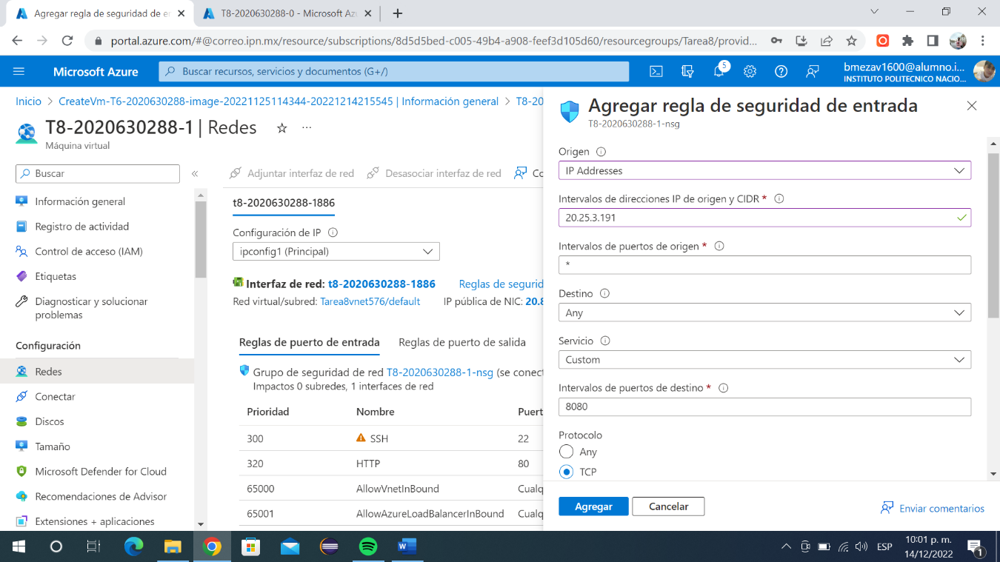 Agregar regla de seguridad de en
T8-2020630288-0 - Microsoft Azu
portal.azure.com/#@correo.ipn.mx/resource/subscriptions/8d5d5bed-c005-49b4-a908-feef3d105d60/resourcegroups/Tarea8/provid...
Microsoft Azure
Buscar recursos, servicios y documentos (G+/)
5
bmezav1600@alumno.i...
INSTITUTO POLITECNICO NACIO...
Inicio > CreateVm-T6-2020630288-image-20221125114344-20221214215545 | Información general > T8-20
T8-2020630288-1 | Redes
Máquina virtual
Buscar
Información general
Registro de actividad
Control de acceso (IAM)
Etiquetas
Diagnosticar y solucionar
problemas
Configuración
Redes
Conectar
Discos
Tamaño
Microsoft Defender for Cloud
Recomendaciones de Advisor
Extensiones + aplicaciones
Adjuntar interfaz de red
Desasociar interfaz de red
Co
t8-2020630288-1886
Configuración de IP
ipconfig1 (Principal)
Interfaz de red: t8-2020630288-1886
Reglas de segurid
Red virtual/subred: Tarea8vnet576/default
IP pública de NIC: 20.8
Reglas de puerto de entrada
Reglas de puerto de salida
Grupo de seguridad de red T8-2020630288-1-nsg (se conect
Impactos 0 subredes, 1 interfaces de red
Prioridad Nombre Puert
300 SSH 22
320 HTTP 80
65000 AllowVnetInBound Cualq
65001 AllowAzureLoadBalancerInBound Cualq
Agregar regla de seguridad de entrada
T8-2020630288-1-nsg
Origen
IP Addresses
Intervalos de direcciones IP de origen y CIDR *
20.25.3.191
Intervalos de puertos de origen *
*
Destino
Any
Servicio
Custom
Intervalos de puertos de destino *
8080
Protocolo
Any
TCP
Agregar
Cancelar
Enviar comentarios
ESP
10:01 p. m.
14/12/2022
1